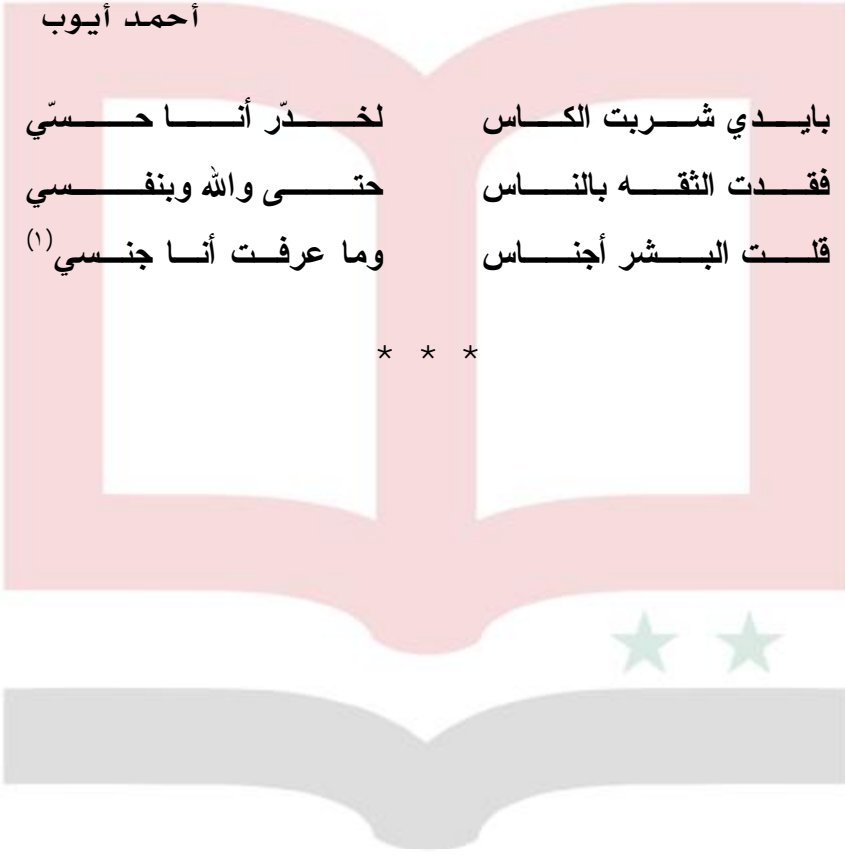 أحمد أيوب
بايدي شربت الكاس لخدّر أنا حسّي
فقدت الثقه بالناس حتى والله وبنفسي
قلت البشر أجناس وما عرفت أنا جنسي(١)
* * *